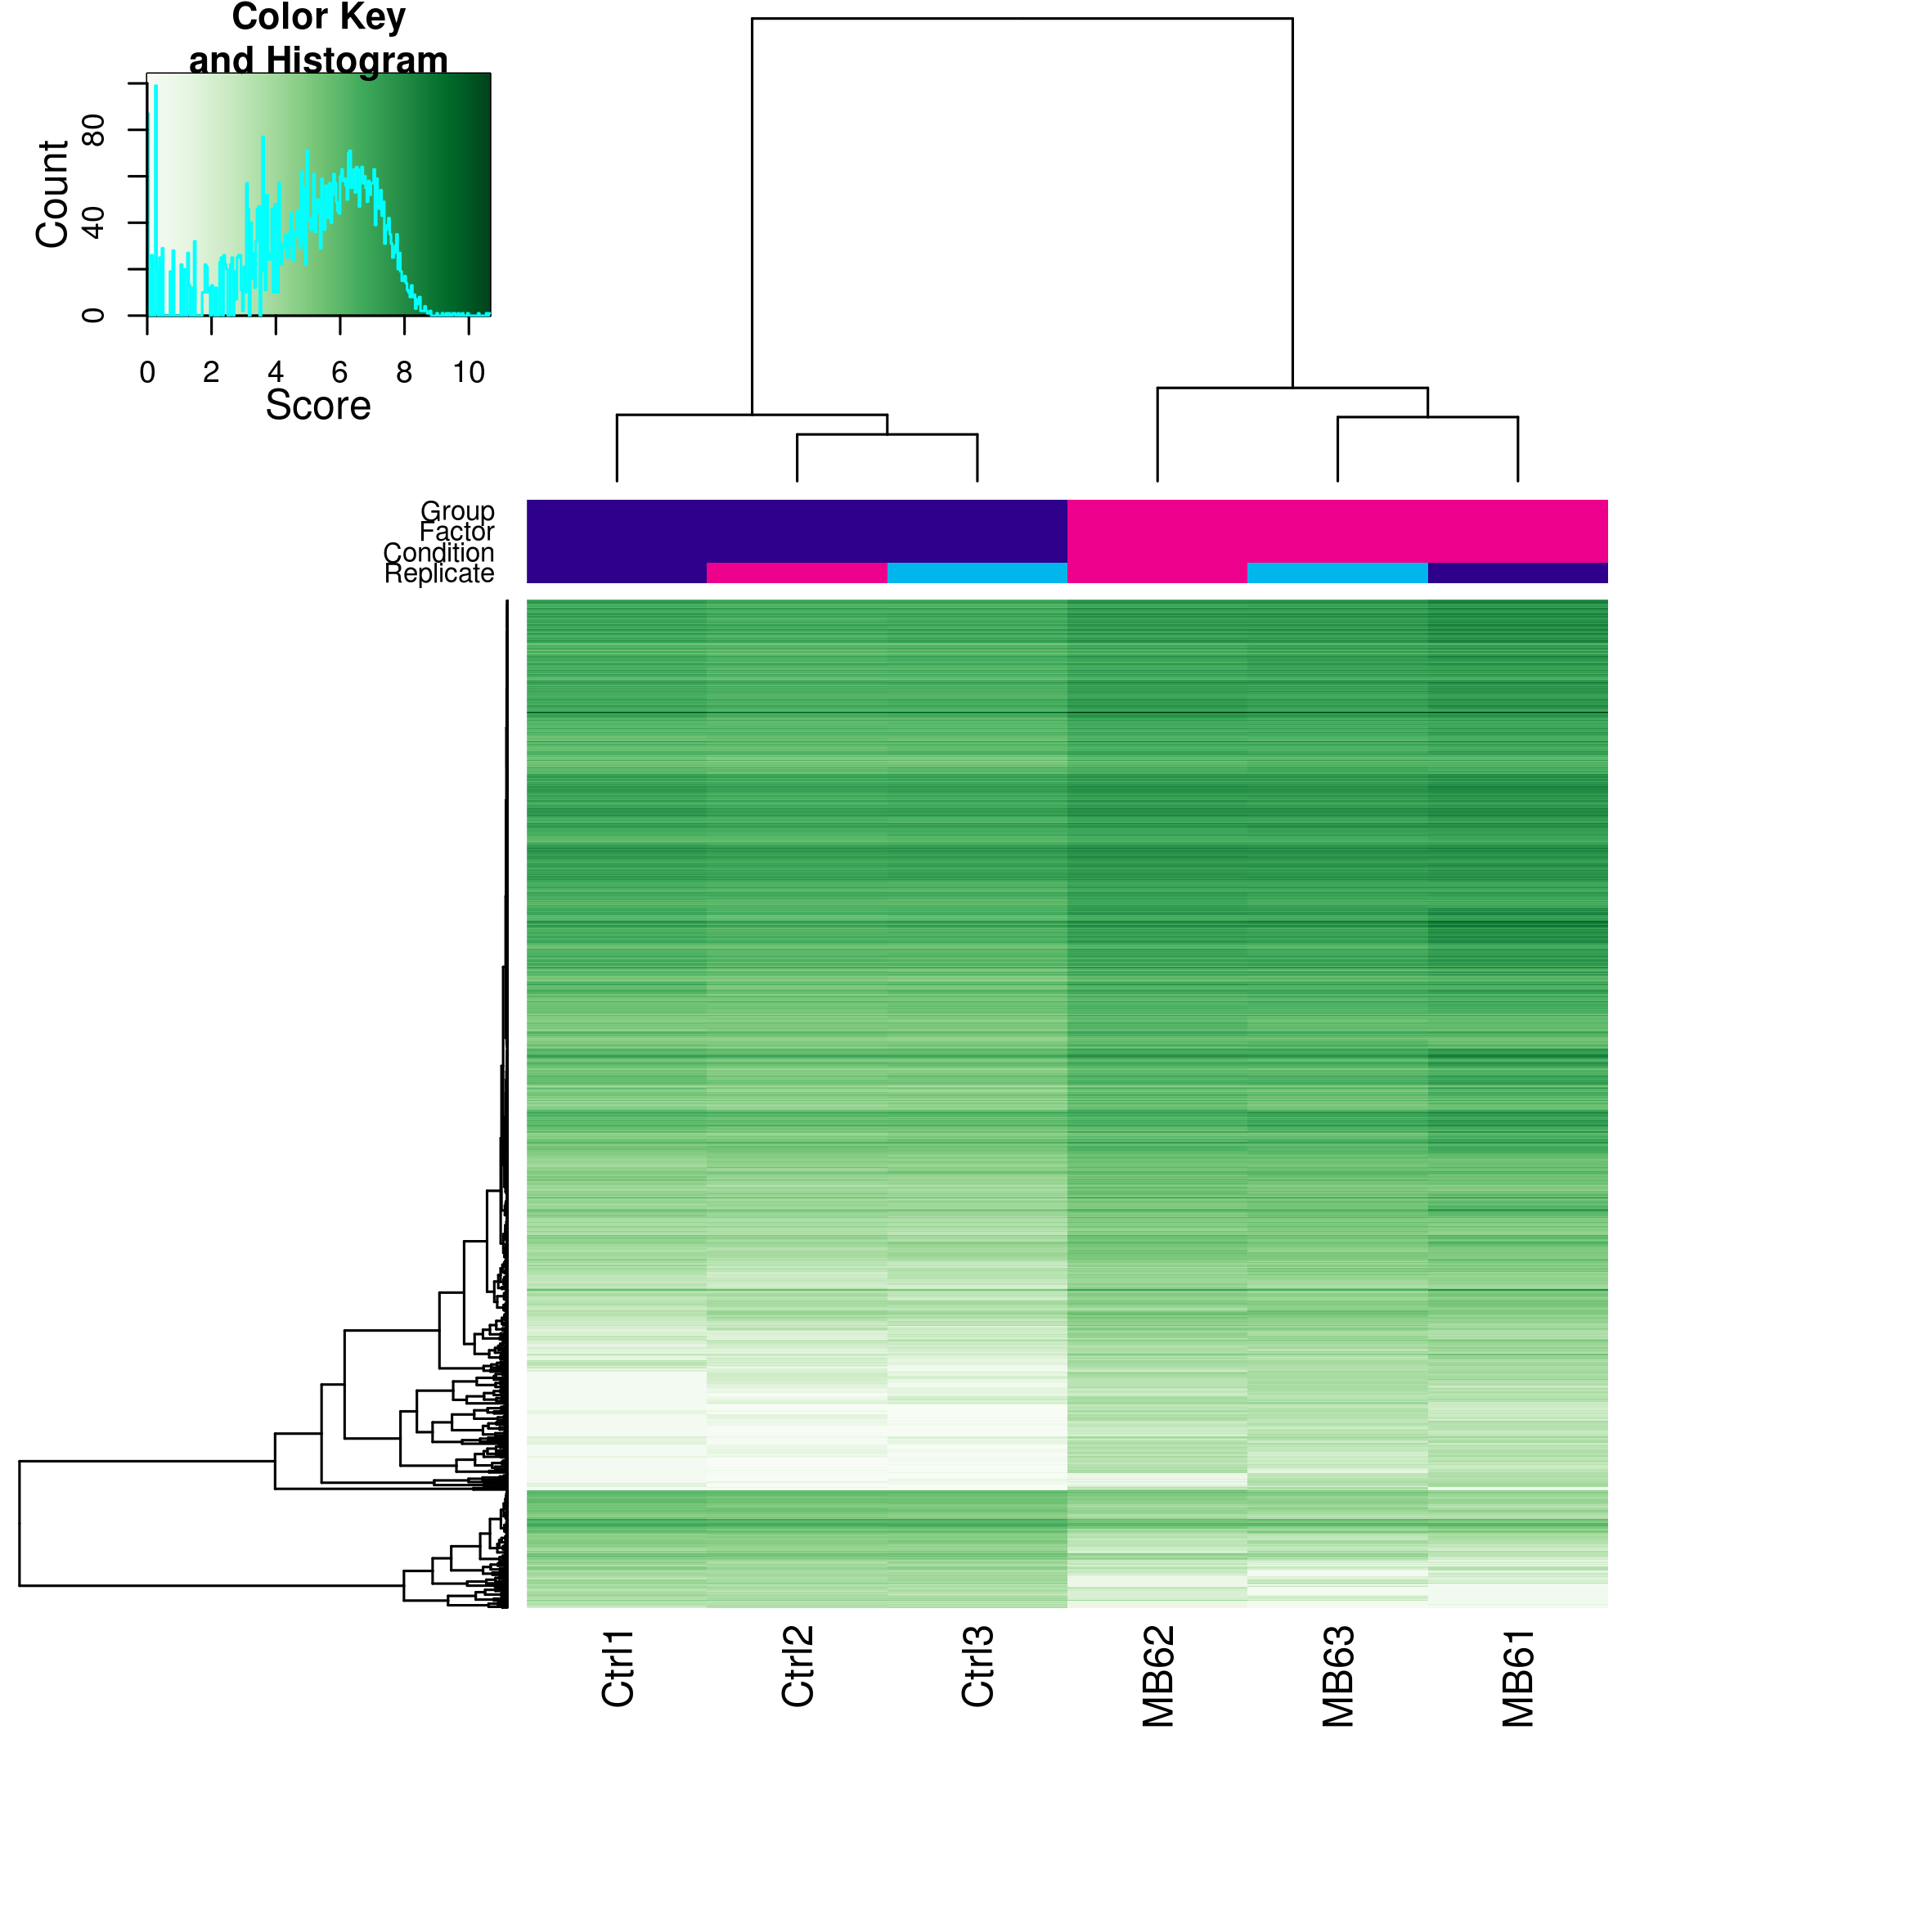 Color Key
and Histogram
Count
0 40 80
0 2 4 6 8 10
Score
Group
Factor
Condition
Replicate
Ctrl1
Ctrl2
Ctrl3
MB62
MB63
MB61